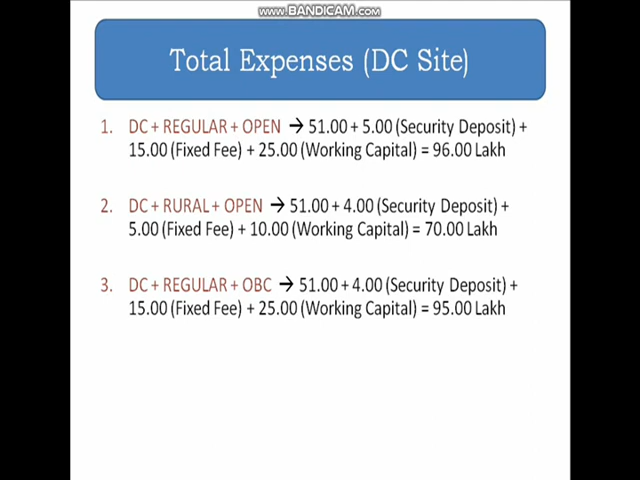 www.BANDICAM.com
Total Expenses (DC Site)
1. DC + REGULAR + OPEN → 51.00 + 5.00 (Security Deposit) +
15.00 (Fixed Fee) + 25.00 (Working Capital) = 96.00 Lakh
2. DC + RURAL + OPEN → 51.00 + 4.00 (Security Deposit) +
5.00 (Fixed Fee) + 10.00 (Working Capital) = 70.00 Lakh
3. DC + REGULAR + OBC → 51.00 + 4.00 (Security Deposit) +
15.00 (Fixed Fee) + 25.00 (Working Capital) = 95.00 Lakh